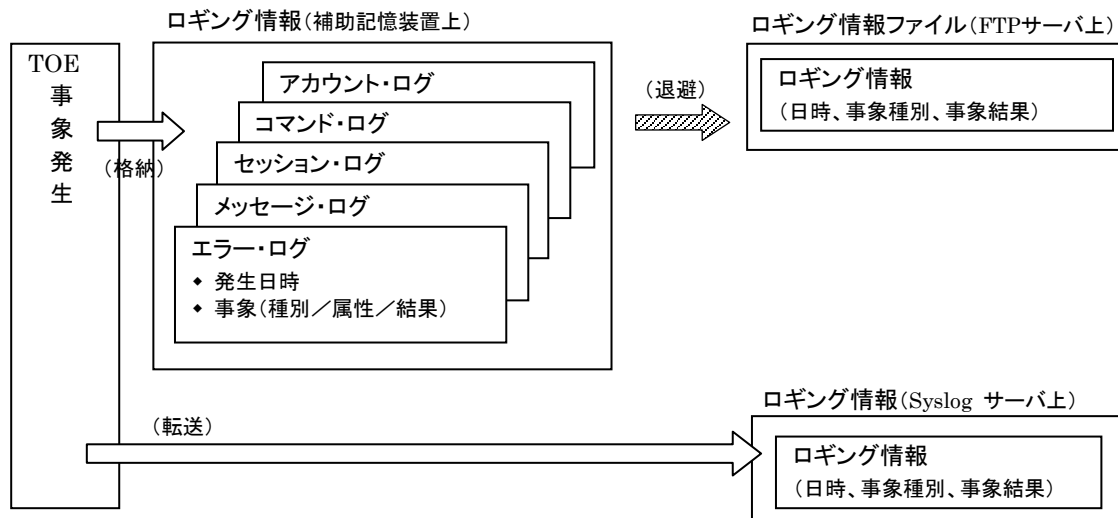 ロギング情報(補助記憶装置上)
ロギング情報ファイル(FTPサーバ上)
TOE
事
象
発
生
(格納)
アカウント・ログ
コマンド・ログ
セッション・ログ
メッセージ・ログ
エラー・ログ
◆ 発生日時
◆ 事象(種別/属性/結果)
(退避)
ロギング情報
(日時、事象種別、事象結果)
(転送)
ロギング情報(Syslog サーバ上)
ロギング情報
(日時、事象種別、事象結果)